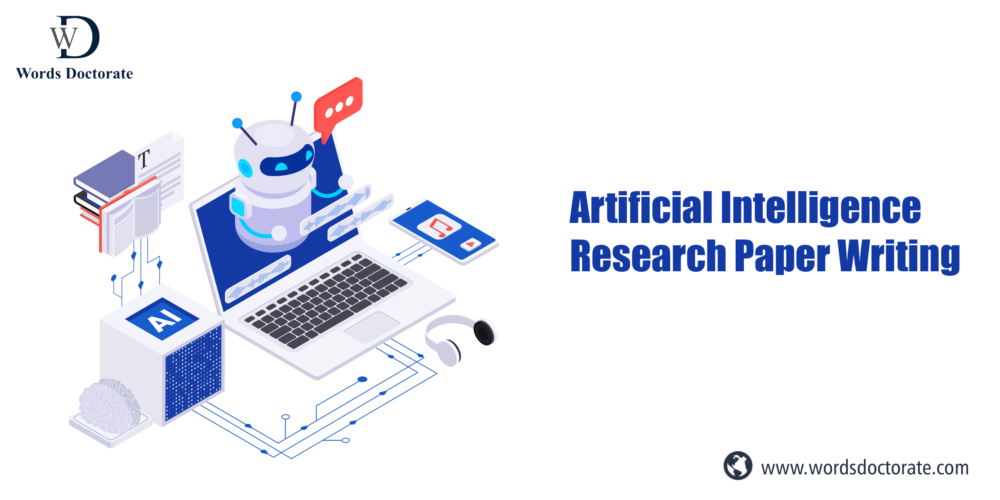 WD
Words Doctorate
T
AI
Artificial Intelligence
Research Paper Writing
www.wordsdoctorate.com